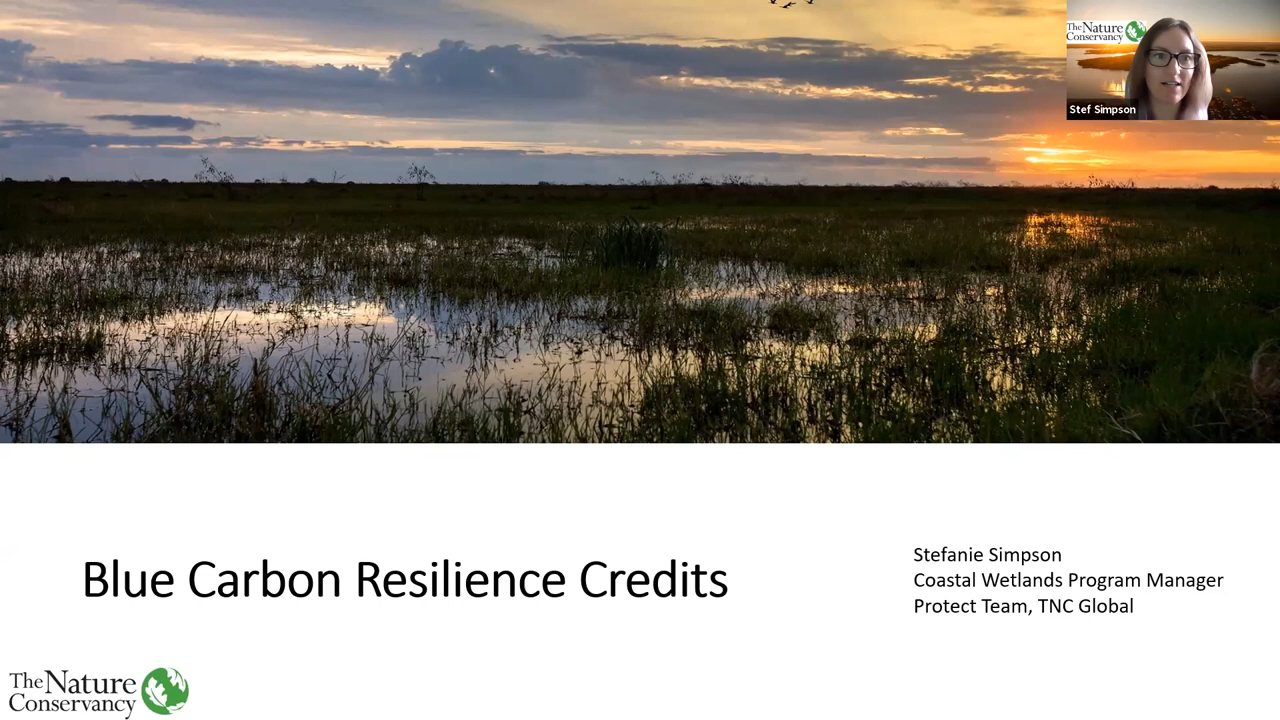 The Nature
Conservancy
Stef Simpson
Blue Carbon Resilience Credits
Stefanie Simpson
Coastal Wetlands Program Manager
Protect Team, TNC Global
The Nature
Conservancy